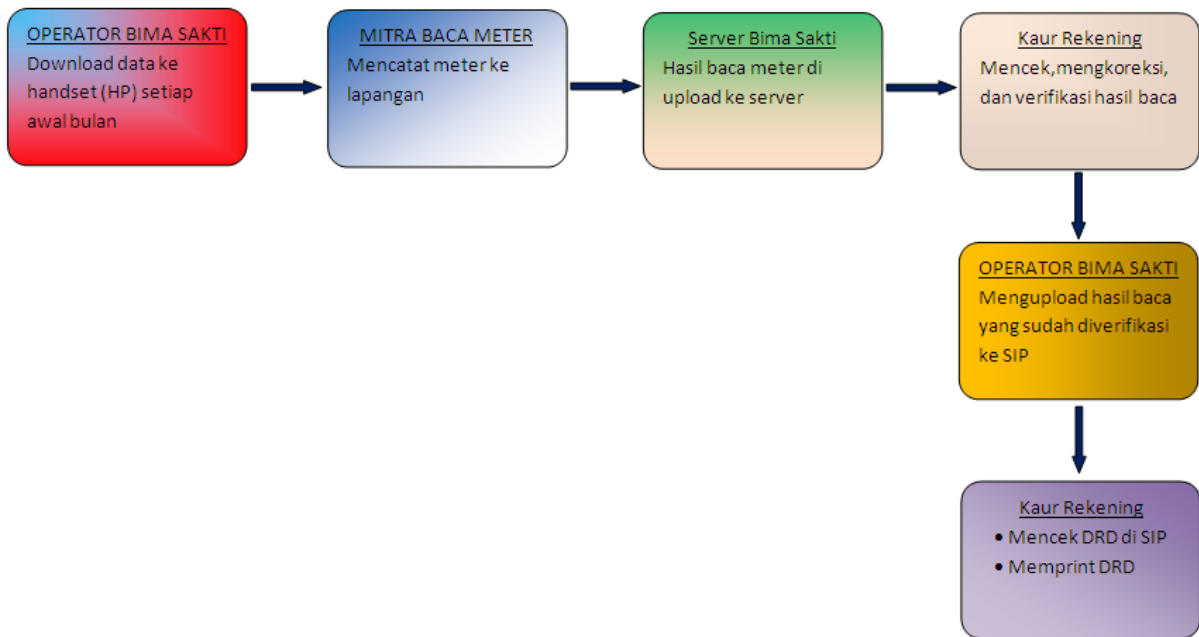 OPERATOR BIMA SAKTI
Download data ke
handset (HP) setiap
awal bulan
MITRA BACA METER
Mencatat meter ke
lapangan
Server Bima Sakti
Hasil baca meter di
upload ke server
Kaur Rekening
Mencek, mengkoreksi,
dan verifikasi hasil baca
OPERATOR BIMA SAKTI
Mengupload hasil baca
yang sudah diverifikasi
ke SIP
Kaur Rekening
• Mencek DRD di SIP
• Memprint DRD